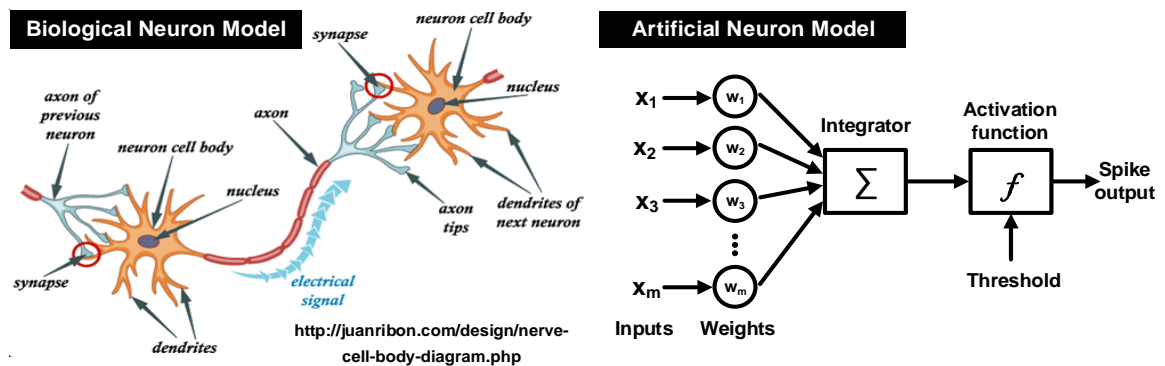 Biological Neuron Model
synapse
neuron cell body
nucleus
axon of
previous
neuron
axon
neuron cell body
nucleus
axon
tips
dendrites
of next
neuron
synapse
electrical
signal
dendrites
http://juanribon.com/design/nerve-
cell-body-diagram.php
Artificial Neuron Model
x1
w1
x2
w2
x3
w3
xm
wm
Inputs
Weights
Integrator
Σ
Activation
function
f
Threshold
Spike
output